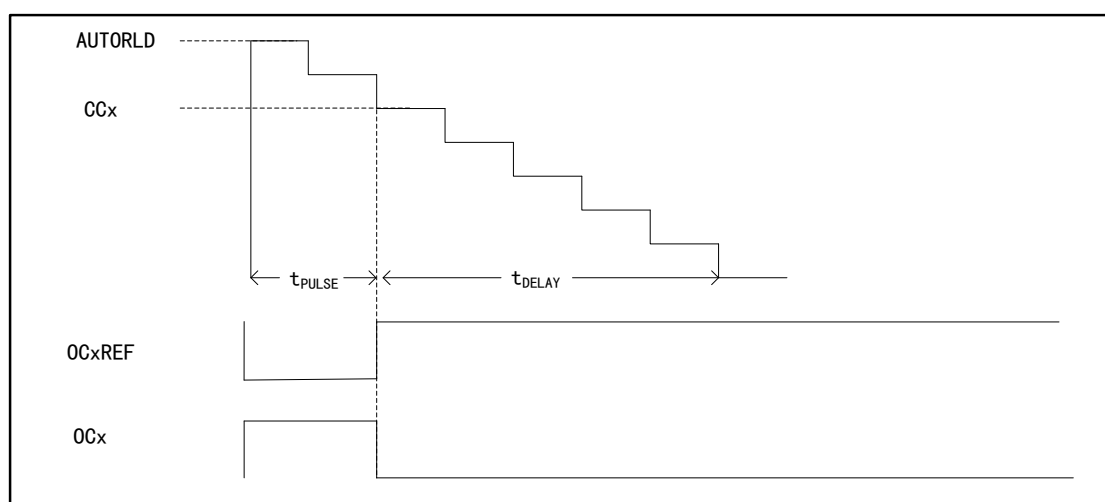 AUTORLD
CCx
tPULSE
tDELAY
OCxREF
OCx